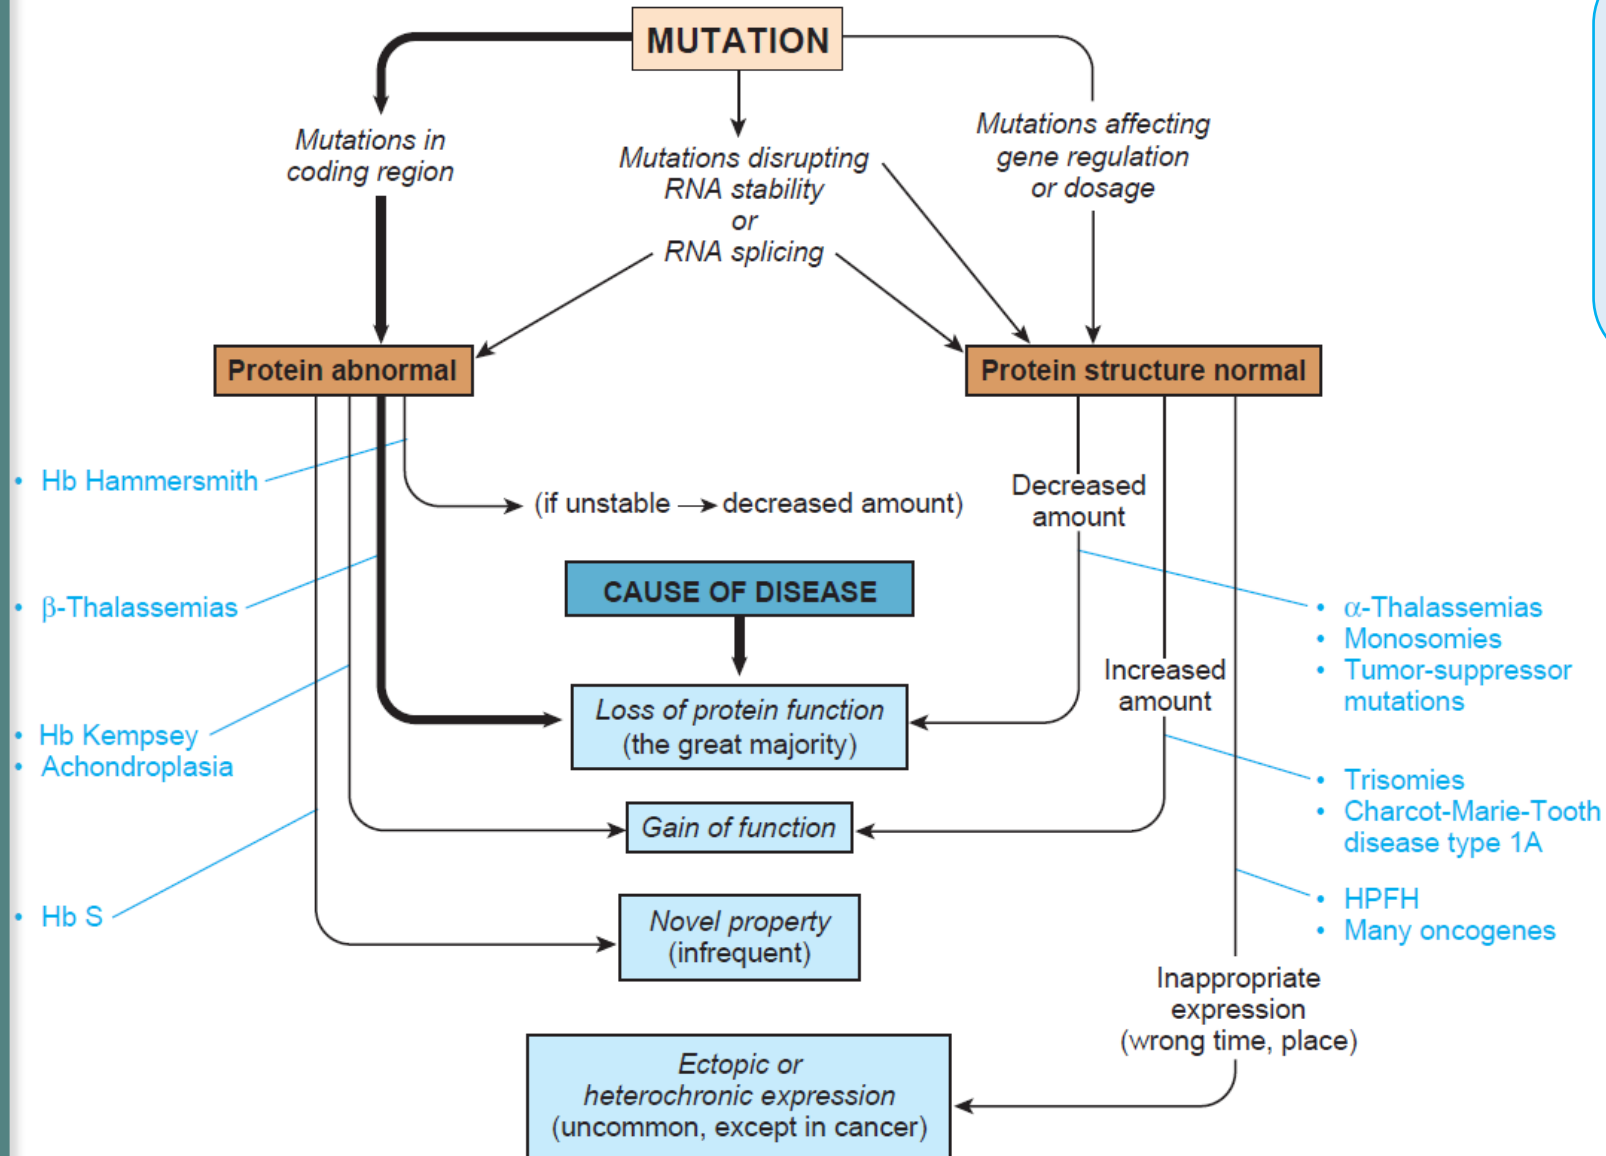 MUTATION
Mutations in
coding region
Mutations disrupting
RNA stability
or
RNA splicing
Mutations affecting
gene regulation
or dosage
Protein abnormal
Protein structure normal
• Hb Hammersmith
(if unstable → decreased amount)
Decreased
amount
• β-Thalassemias
CAUSE OF DISEASE
• α-Thalassemias
• Monosomies
• Tumor-suppressor
mutations
Loss of protein function
(the great majority)
Increased
amount
• Hb Kempsey
• Achondroplasia
• Trisomies
• Charcot-Marie-Tooth
disease type 1A
Gain of function
• Hb S
Novel property
(infrequent)
• HPFH
• Many oncogenes
Inappropriate
expression
(wrong time, place)
Ectopic or
heterochronic expression
(uncommon, except in cancer)